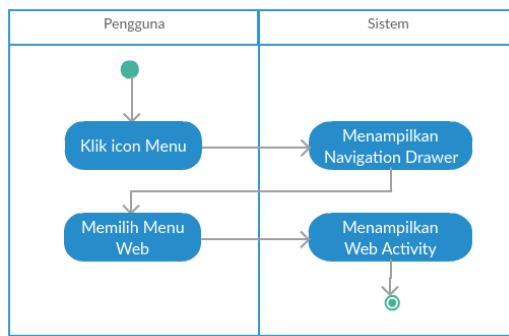 Pengguna
Sistem
Klik icon Menu
Menampilkan
Navigation Drawer
Memilih Menu
Web
Menampilkan
Web Activity